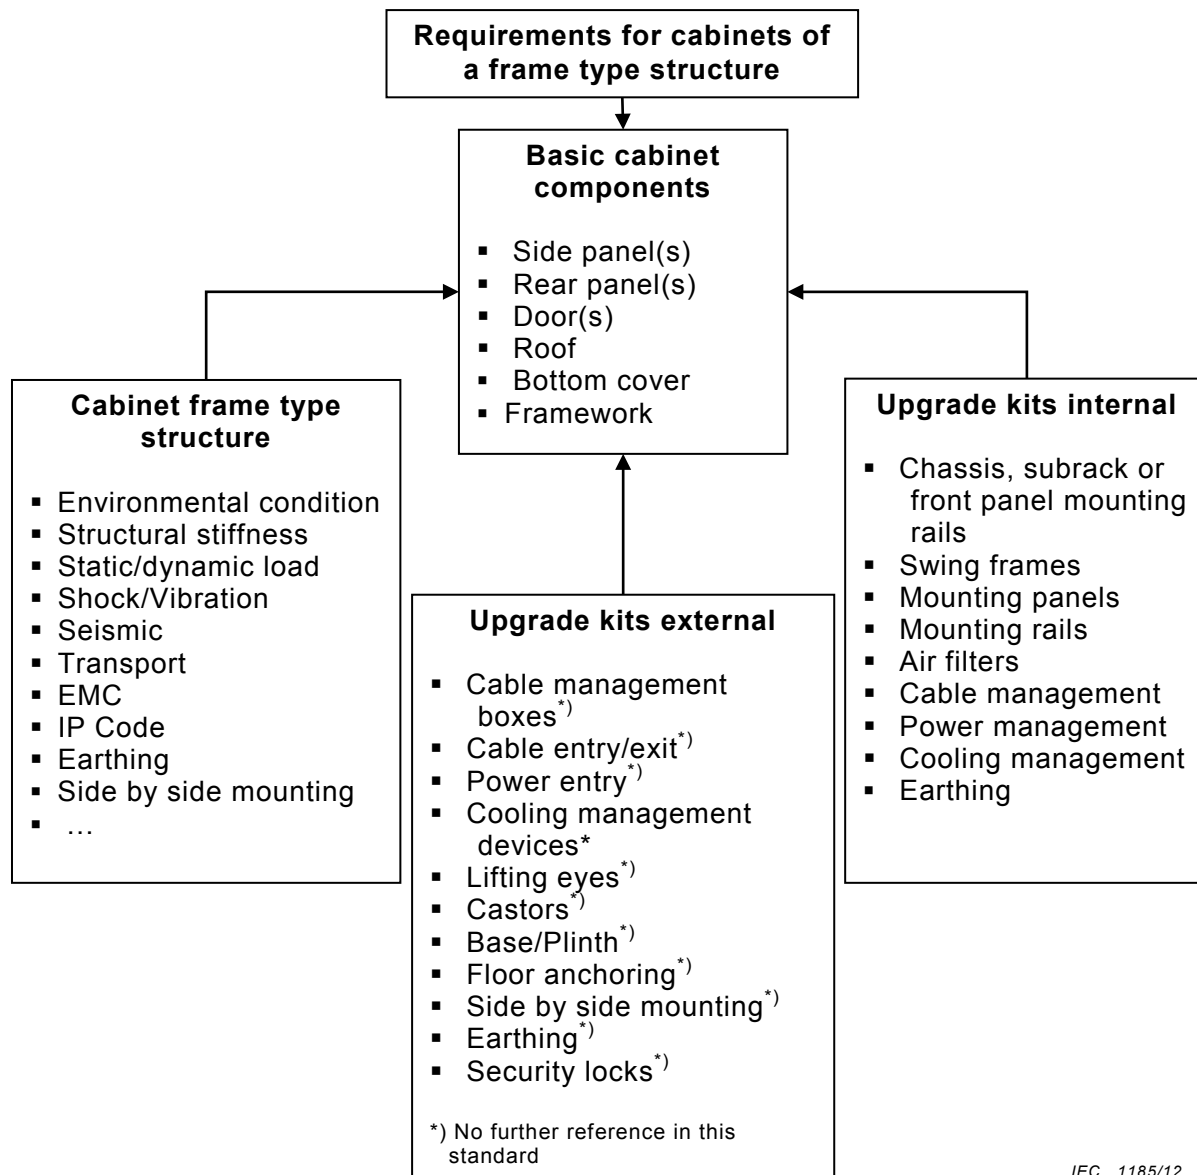 Requirements for cabinets of
a frame type structure
Basic cabinet
components
▪ Side panel(s)
▪ Rear panel(s)
▪ Door(s)
▪ Roof
▪ Bottom cover
▪ Framework
Cabinet frame type
structure
▪ Environmental condition
▪ Structural stiffness
▪ Static/dynamic load
▪ Shock/Vibration
▪ Seismic
▪ Transport
▪ EMC
▪ IP Code
▪ Earthing
▪ Side by side mounting
▪ …
Upgrade kits external
▪ Cable management
boxes*)
▪ Cable entry/exit*)
▪ Power entry*)
▪ Cooling management
devices*
▪ Lifting eyes*)
▪ Castors*)
▪ Base/Plinth*)
▪ Floor anchoring*)
▪ Side by side mounting*)
▪ Earthing*)
▪ Security locks*)
*) No further reference in this
standard
Upgrade kits internal
▪ Chassis, subrack or
front panel mounting
rails
▪ Swing frames
▪ Mounting panels
▪ Mounting rails
▪ Air filters
▪ Cable management
▪ Power management
▪ Cooling management
▪ Earthing
IEC 1185/12